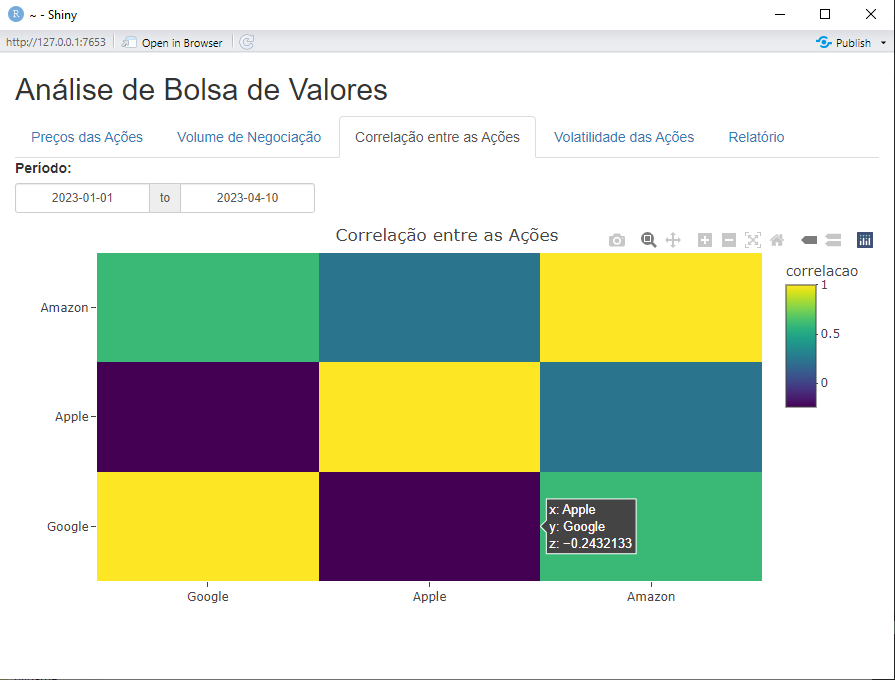 R ~ - Shiny
http://127.0.0.1:7653 Open in Browser Publish
Análise de Bolsa de Valores
Preços das Ações Volume de Negociação Correlação entre as Ações Volatilidade das Ações Relatório
Período:
2023-01-01 to 2023-04-10
Correlação entre as Ações
correlacao
1
0.5
0
Amazon
Apple
Google
x: Apple
y: Google
z: −0.2432133
Google Apple Amazon